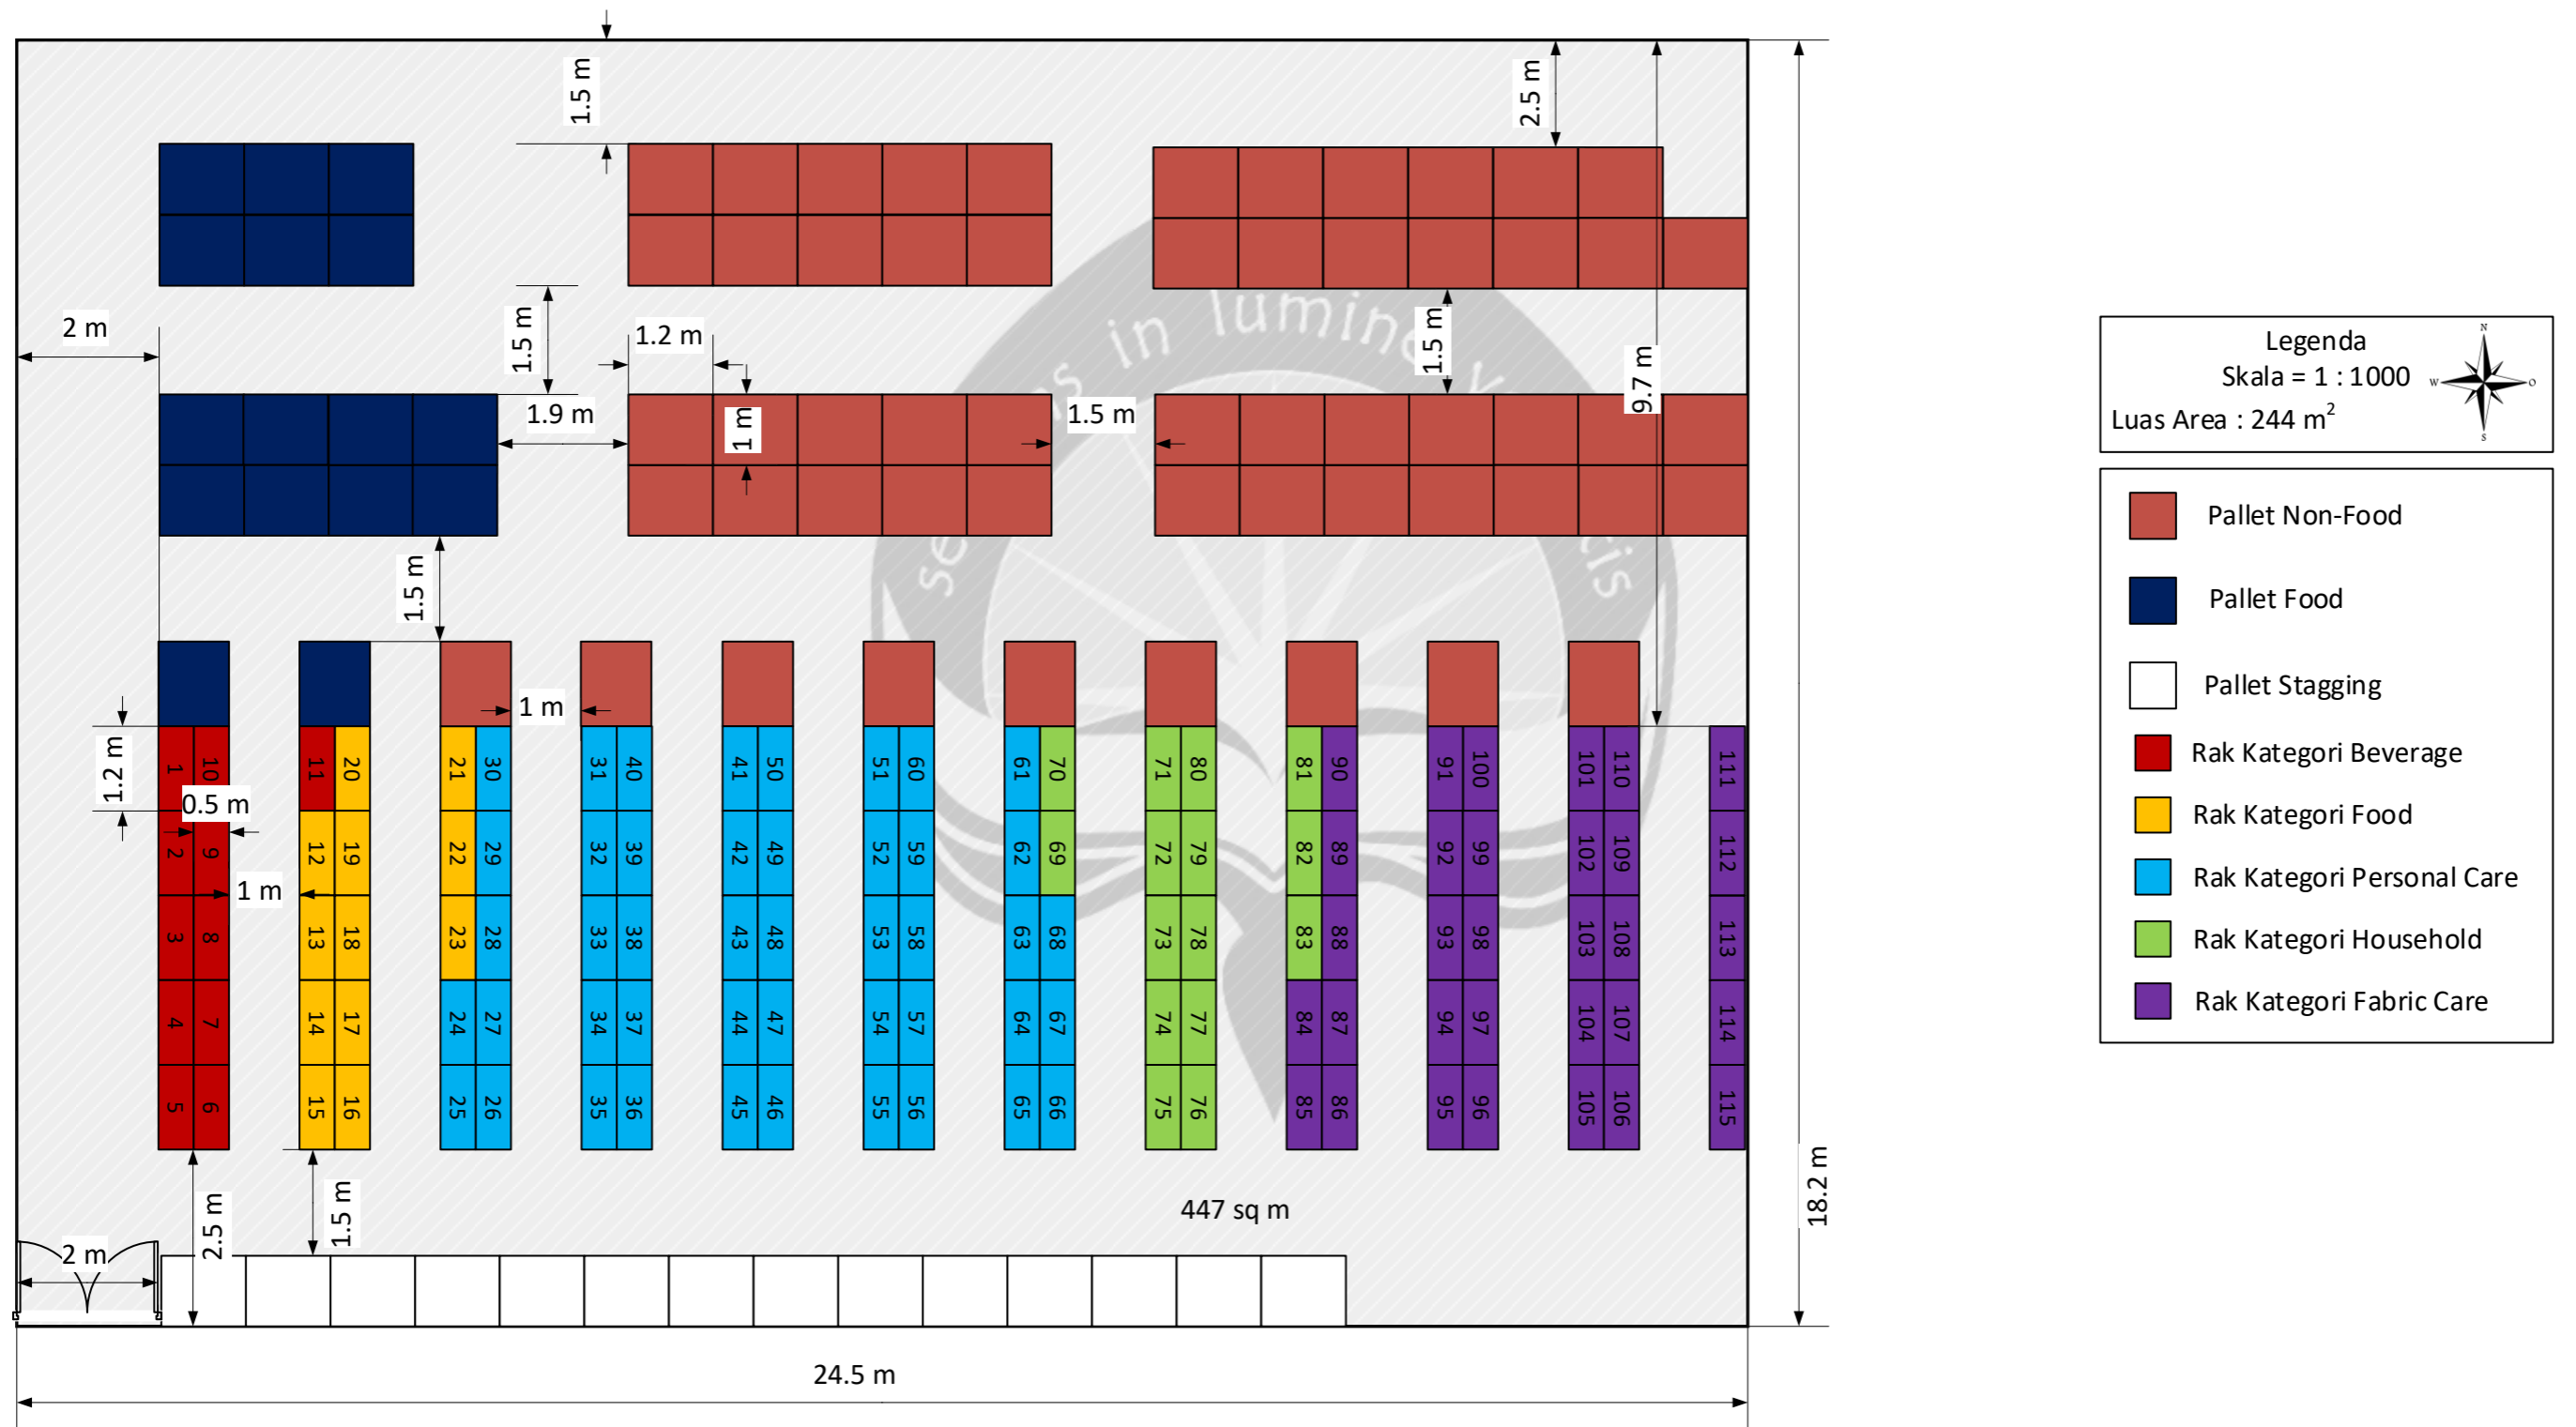 1.5 m
2.5 m
2 m
1.5 m
1.2 m
1.5 m
9.7 m
1.9 m
1 m
1.5 m
1.5 m
1 m
1.2 m
0.5 m
1 m
1 10 11 20 21 30 31 40 41 50 51 60 61 70 71 80 81 90 91 100 101 110 111
2 9 12 19 22 29 32 39 42 49 52 59 62 69 72 79 82 89 92 99 102 109 112
3 8 13 18 23 28 33 38 43 48 53 58 63 68 73 78 83 88 93 98 103 108 113
4 7 14 17 24 27 34 37 44 47 54 57 64 67 74 77 84 87 94 97 104 107 114
5 6 15 16 25 26 35 36 45 46 55 56 65 66 75 76 85 86 95 96 105 106 115
2.5 m
1.5 m
447 sq m
18.2 m
2 m
24.5 m
in lumine
Legenda
Skala = 1 : 1000
Luas Area : 244 m²
N
W
O
S
Pallet Non-Food
Pallet Food
Pallet Stagging
Rak Kategori Beverage
Rak Kategori Food
Rak Kategori Personal Care
Rak Kategori Household
Rak Kategori Fabric Care